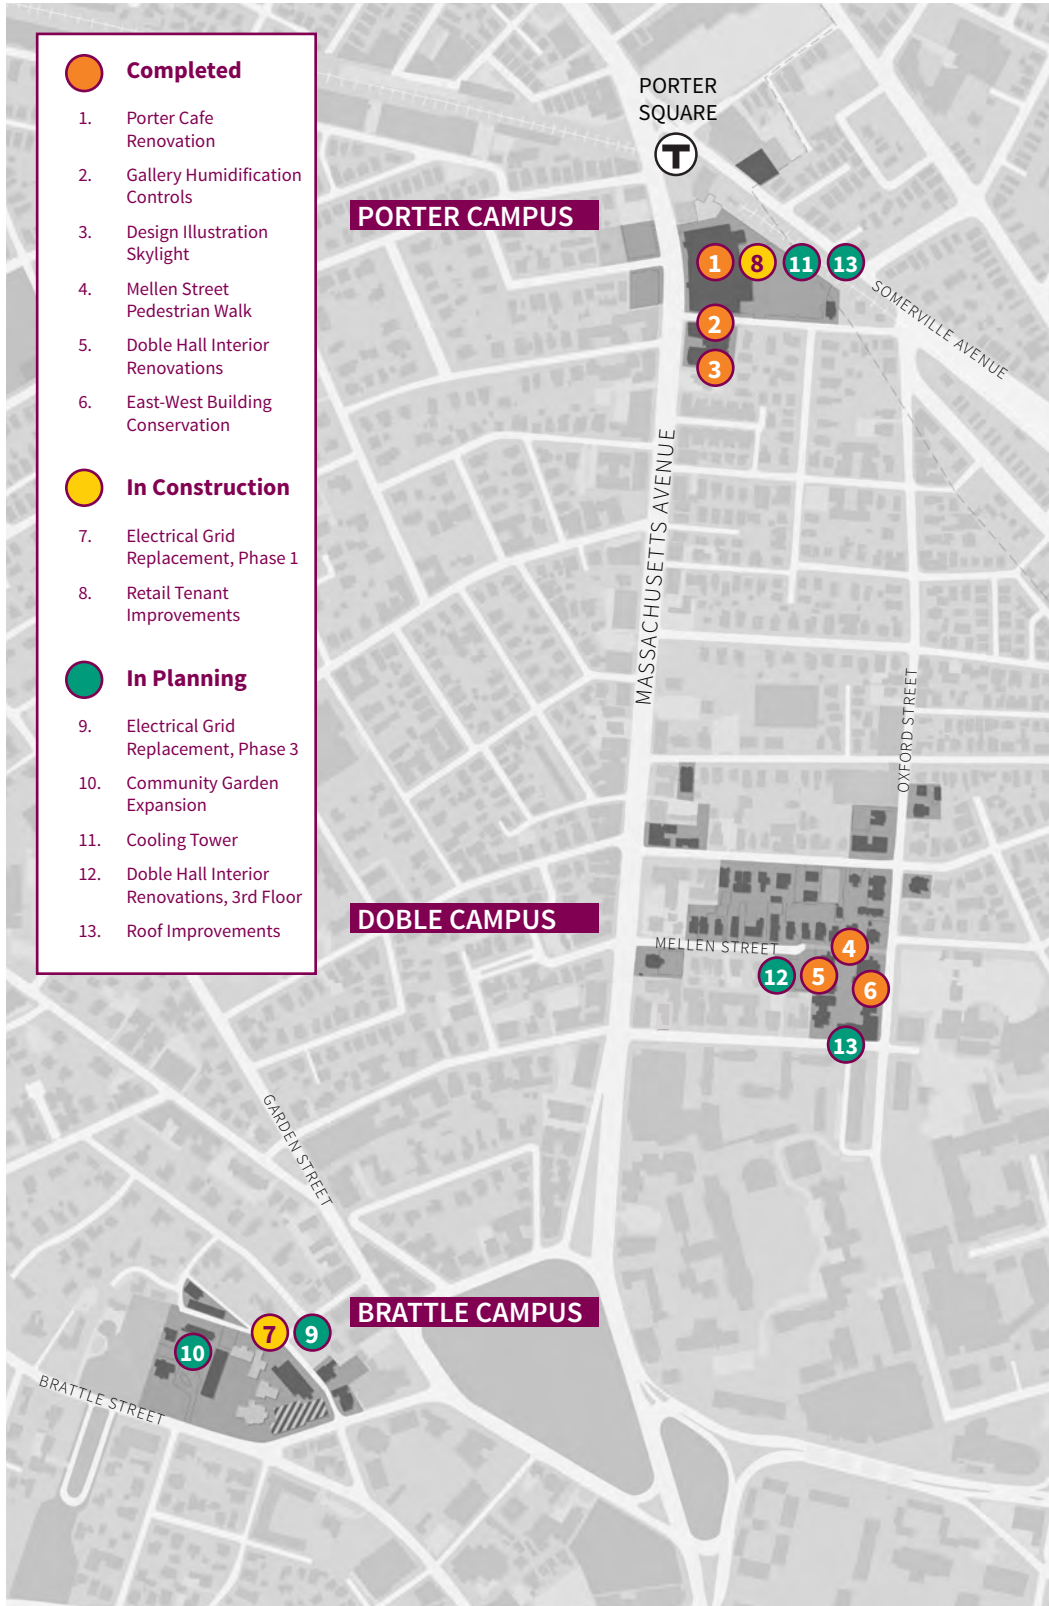 Completed
1. Porter Cafe
Renovation
2. Gallery Humidification
Controls
3. Design Illustration
Skylight
4. Mellen Street
Pedestrian Walk
5. Doble Hall Interior
Renovations
6. East-West Building
Conservation
In Construction
7. Electrical Grid
Replacement, Phase 1
8. Retail Tenant
Improvements
In Planning
9. Electrical Grid
Replacement, Phase 3
10. Community Garden
Expansion
11. Cooling Tower
12. Doble Hall Interior
Renovations, 3rd Floor
13. Roof Improvements
PORTER
SQUARE
T
PORTER CAMPUS
1 8 11 13
2
3
SOMERVILLE AVENUE
MASSACHUSETTS AVENUE
OXFORD STREET
DOBLE CAMPUS
MELLEN STREET
4
12 5 6
13
GARDEN STREET
BRATTLE CAMPUS
7 9
10
BRATTLE STREET